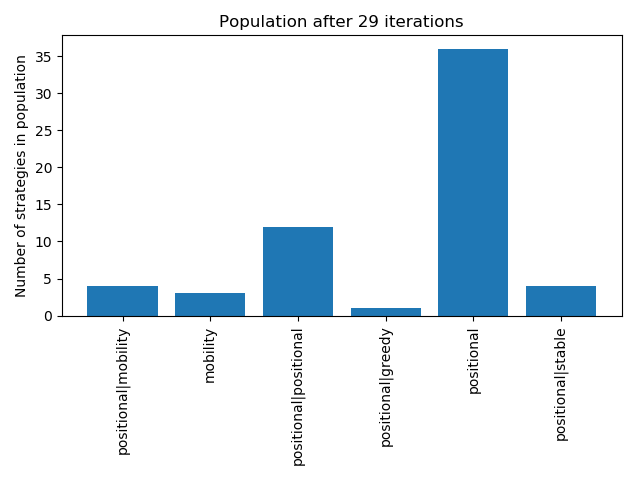 Population after 29 iterations
Number of strategies in population
35
30
25
20
15
10
5
0
positional|mobility
mobility
positional|positional
positional|greedy
positional
positional|stable